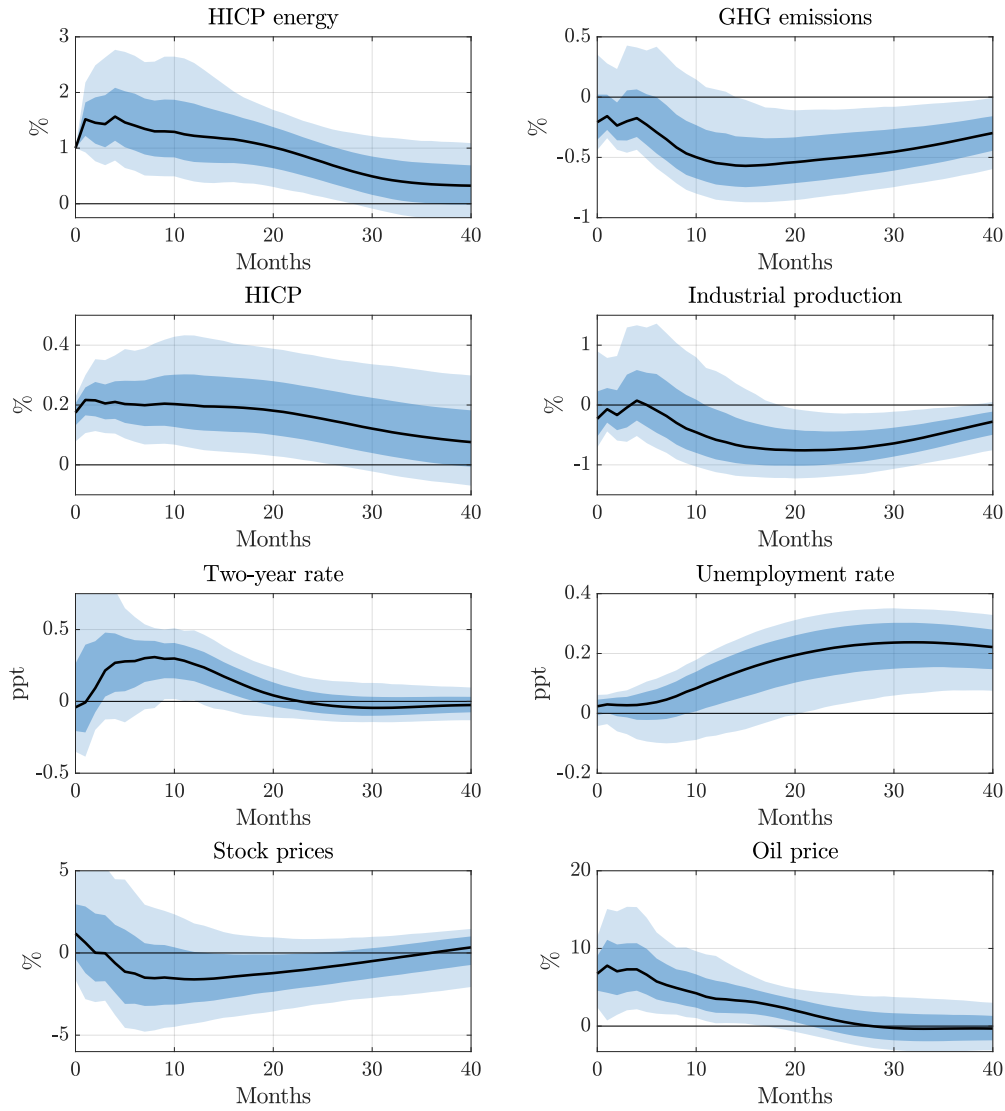 HICP energy
3
2
1
0
%
0 10 20 30 40
Months
GHG emissions
0.5
0
-0.5
-1
%
0 10 20 30 40
Months
HICP
0.4
0.2
0
%
0 10 20 30 40
Months
Industrial production
1
0
-1
%
0 10 20 30 40
Months
Two-year rate
0.5
0
-0.5
ppt
0 10 20 30 40
Months
Unemployment rate
0.4
0.2
0
-0.2
ppt
0 10 20 30 40
Months
Stock prices
5
0
-5
%
0 10 20 30 40
Months
Oil price
20
10
0
%
0 10 20 30 40
Months